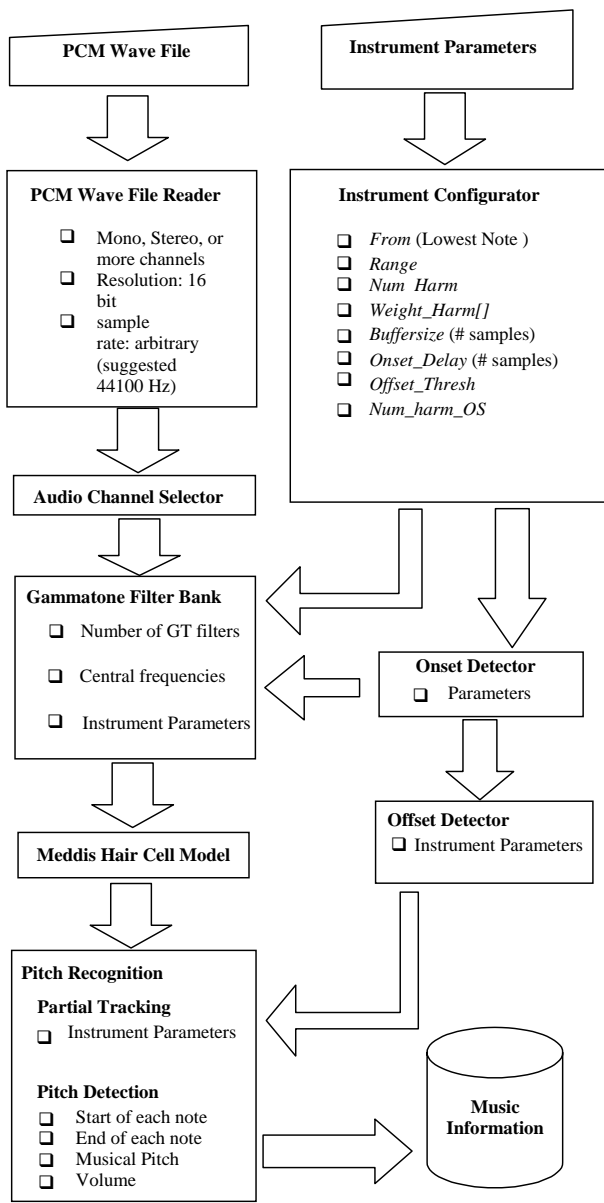 PCM Wave File
Instrument Parameters
PCM Wave File Reader
Mono, Stereo, or
more channels
Resolution: 16
bit
sample
rate: arbitrary
(suggested
44100 Hz)
Instrument Configurator
From (Lowest Note )
Range
Num_Harm
Weight_Harm[]
Buffersize (# samples)
Onset_Delay (# samples)
Offset_Thresh
Num_harm_OS
Audio Channel Selector
Gammatone Filter Bank
Number of GT filters
Central frequencies
Instrument Parameters
Onset Detector
Parameters
Offset Detector
Instrument Parameters
Meddis Hair Cell Model
Pitch Recognition
Partial Tracking
Instrument Parameters
Pitch Detection
Start of each note
End of each note
Musical Pitch
Volume
Music
Information